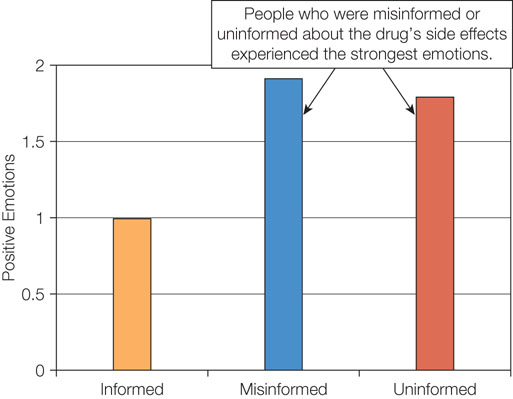 People who were misinformed or
uninformed about the drug's side effects
experienced the strongest emotions.
2
1.5
1
0.5
0
Positive Emotions
Informed
Misinformed
Uninformed